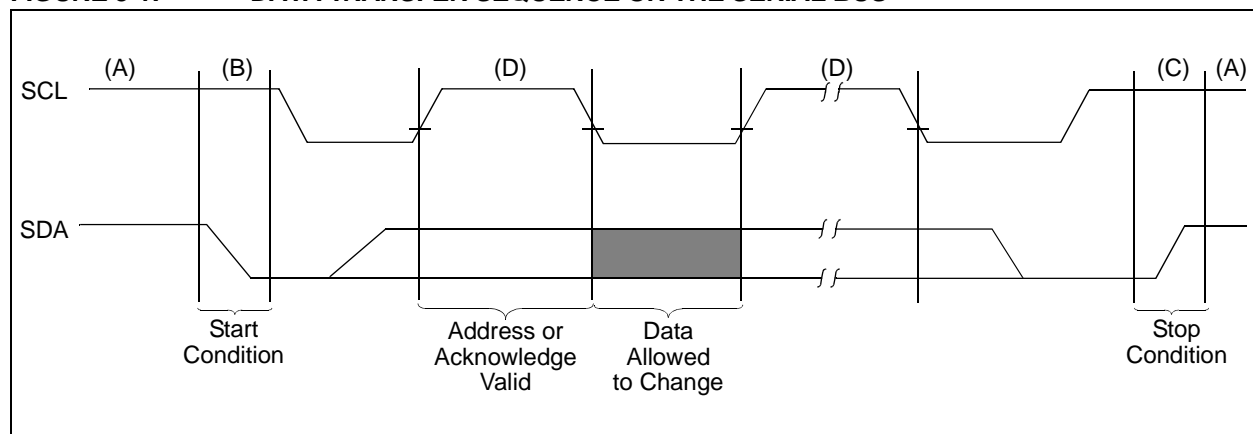 (A) (B) (D) (D) (C) (A)
SCL
SDA
Start
Condition
Address or
Acknowledge
Valid
Data
Allowed
to Change
Stop
Condition